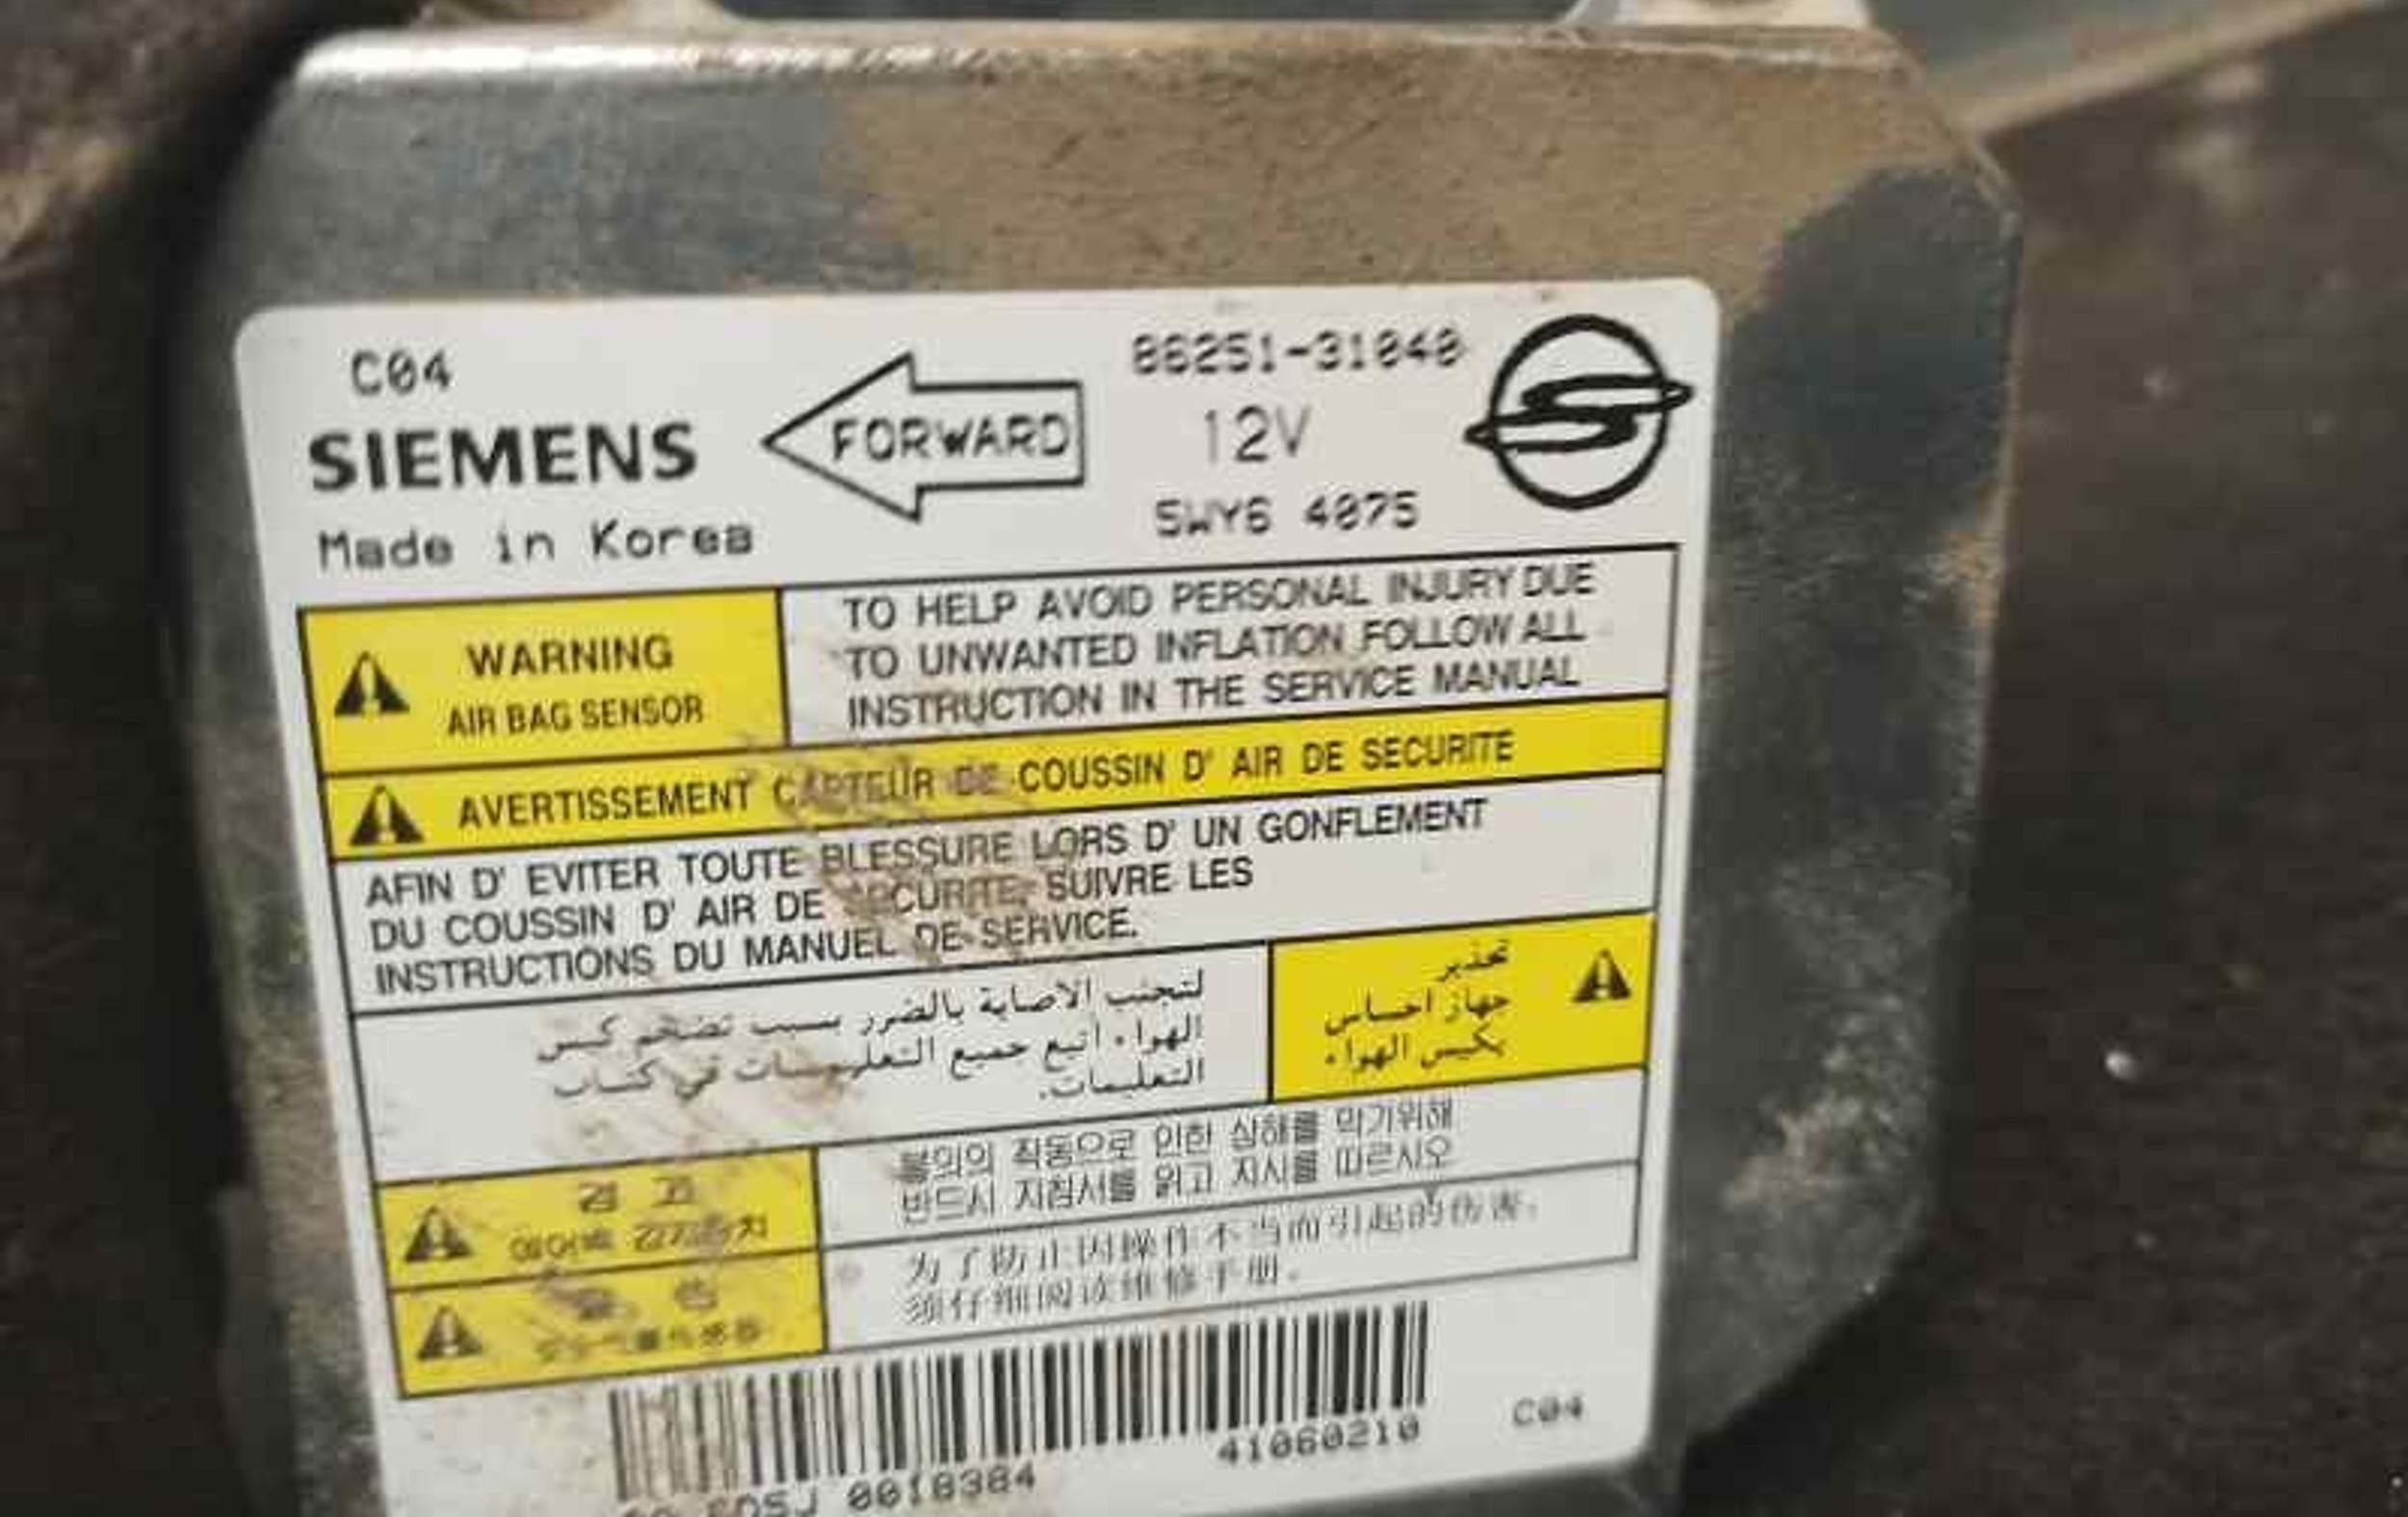 C04
SIEMENS
Made in Korea
FORWARD
86251-31040
12V
5WY6 4075
WARNING
AIR BAG SENSOR
TO HELP AVOID PERSONAL INJURY DUE
TO UNWANTED INFLATION FOLLOW ALL
INSTRUCTION IN THE SERVICE MANUAL
AVERTISSEMENT CAPTEUR DE COUSSIN D' AIR DE SECURITE
AFIN D' EVITER TOUTE BLESSURE LORS D' UN GONFLEMENT
DU COUSSIN D' AIR DE SECURITE, SUIVRE LES
INSTRUCTIONS DU MANUEL DE SERVICE.
تحذير
جهاز احساس
بكيس الهواء
لتجنب الاصابة بالضرر بسبب تضخم كيس
الهواء، اتبع جميع التعليمات في كتاب
التعليمات.
경 고
에어백 감지장치
불의의 작동으로 인한 상해를 막기위해
반드시 지침서를 읽고 지시를 따르시오
为了防止因操作不当而引起的伤害,
须仔细阅读维修手册.
0018384
41060210
C04